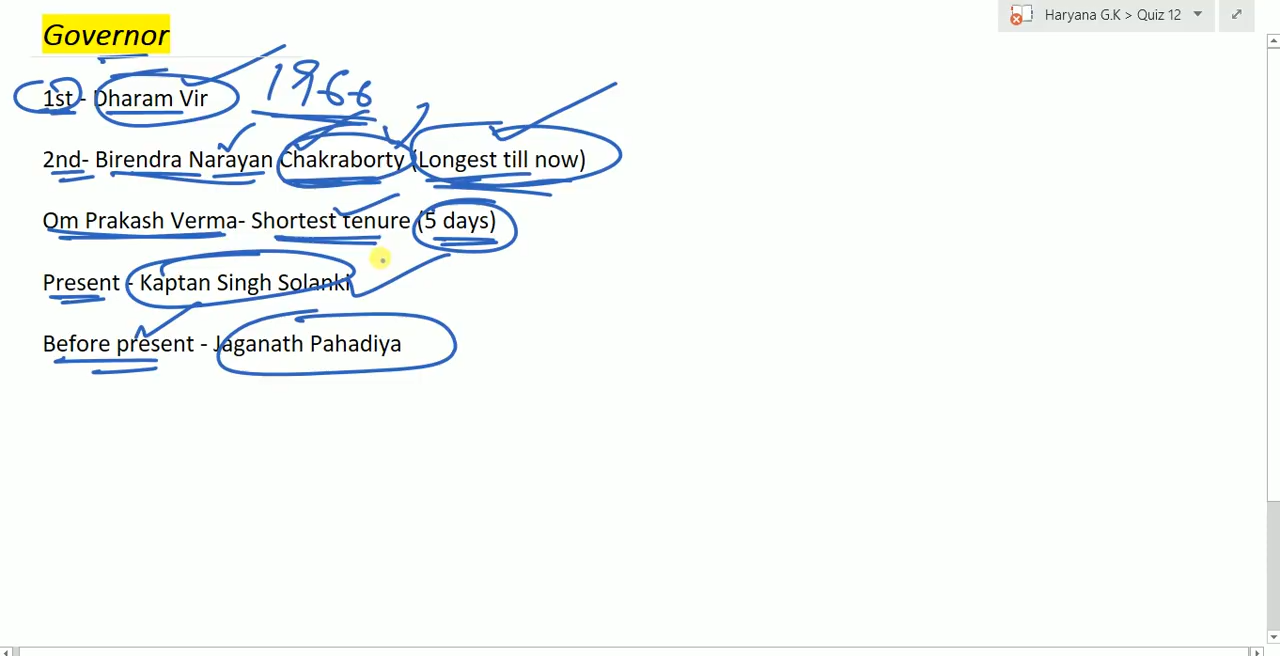 Haryana G.K > Quiz 12
Governor
1966
1st - Dharam Vir
2nd- Birendra Narayan Chakraborty (Longest till now)
Om Prakash Verma- Shortest tenure (5 days)
Present - Kaptan Singh Solanki
Before present - Jaganath Pahadiya